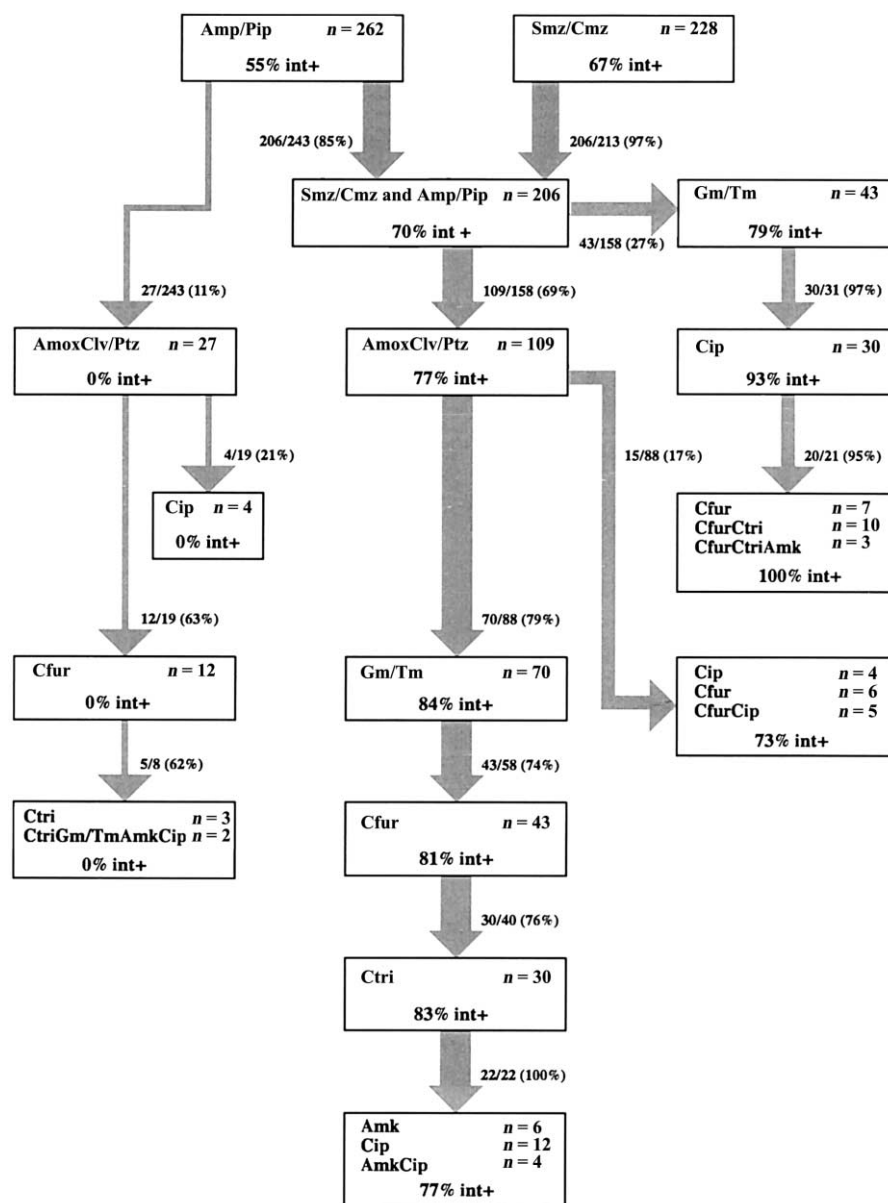 Amp/Pip n = 262
55% int+
Smz/Cmz n = 228
67% int+
206/243 (85%)
206/213 (97%)
Smz/Cmz and Amp/Pip n = 206
70% int +
43/158 (27%)
Gm/Tm n = 43
79% int+
27/243 (11%)
109/158 (69%)
30/31 (97%)
AmoxClv/Ptz n = 27
0% int+
AmoxClv/Ptz n = 109
77% int+
Cip n = 30
93% int+
4/19 (21%)
15/88 (17%)
20/21 (95%)
Cip n = 4
0% int+
Cfur n = 7
CfurCtri n = 10
CfurCtriAmk n = 3
100% int+
12/19 (63%)
70/88 (79%)
Cfur n = 12
0% int+
Gm/Tm n = 70
84% int+
Cip n = 4
Cfur n = 6
CfurCip n = 5
73% int+
5/8 (62%)
43/58 (74%)
Ctri n = 3
CtriGm/TmAmkCip n = 2
0% int+
Cfur n = 43
81% int+
30/40 (76%)
Ctri n = 30
83% int+
22/22 (100%)
Amk n = 6
Cip n = 12
AmkCip n = 4
77% int+